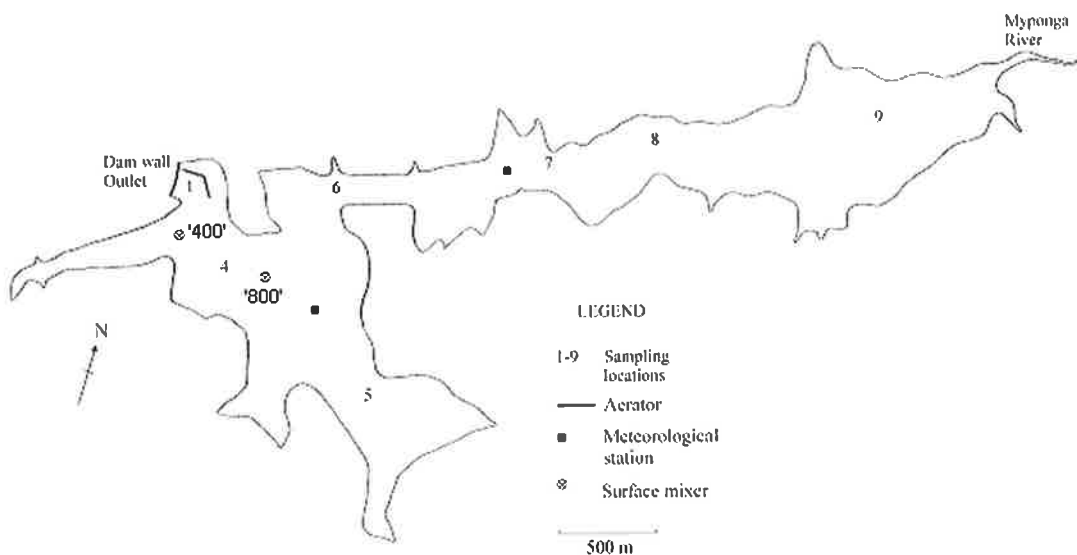 Myponga
River
9
8
7
Dam wall
Outlet
1
6
'400'
4
'800'
5
N
LEGEND
1-9 Sampling
locations
Aerator
Meteorological
station
Surface mixer
500 m